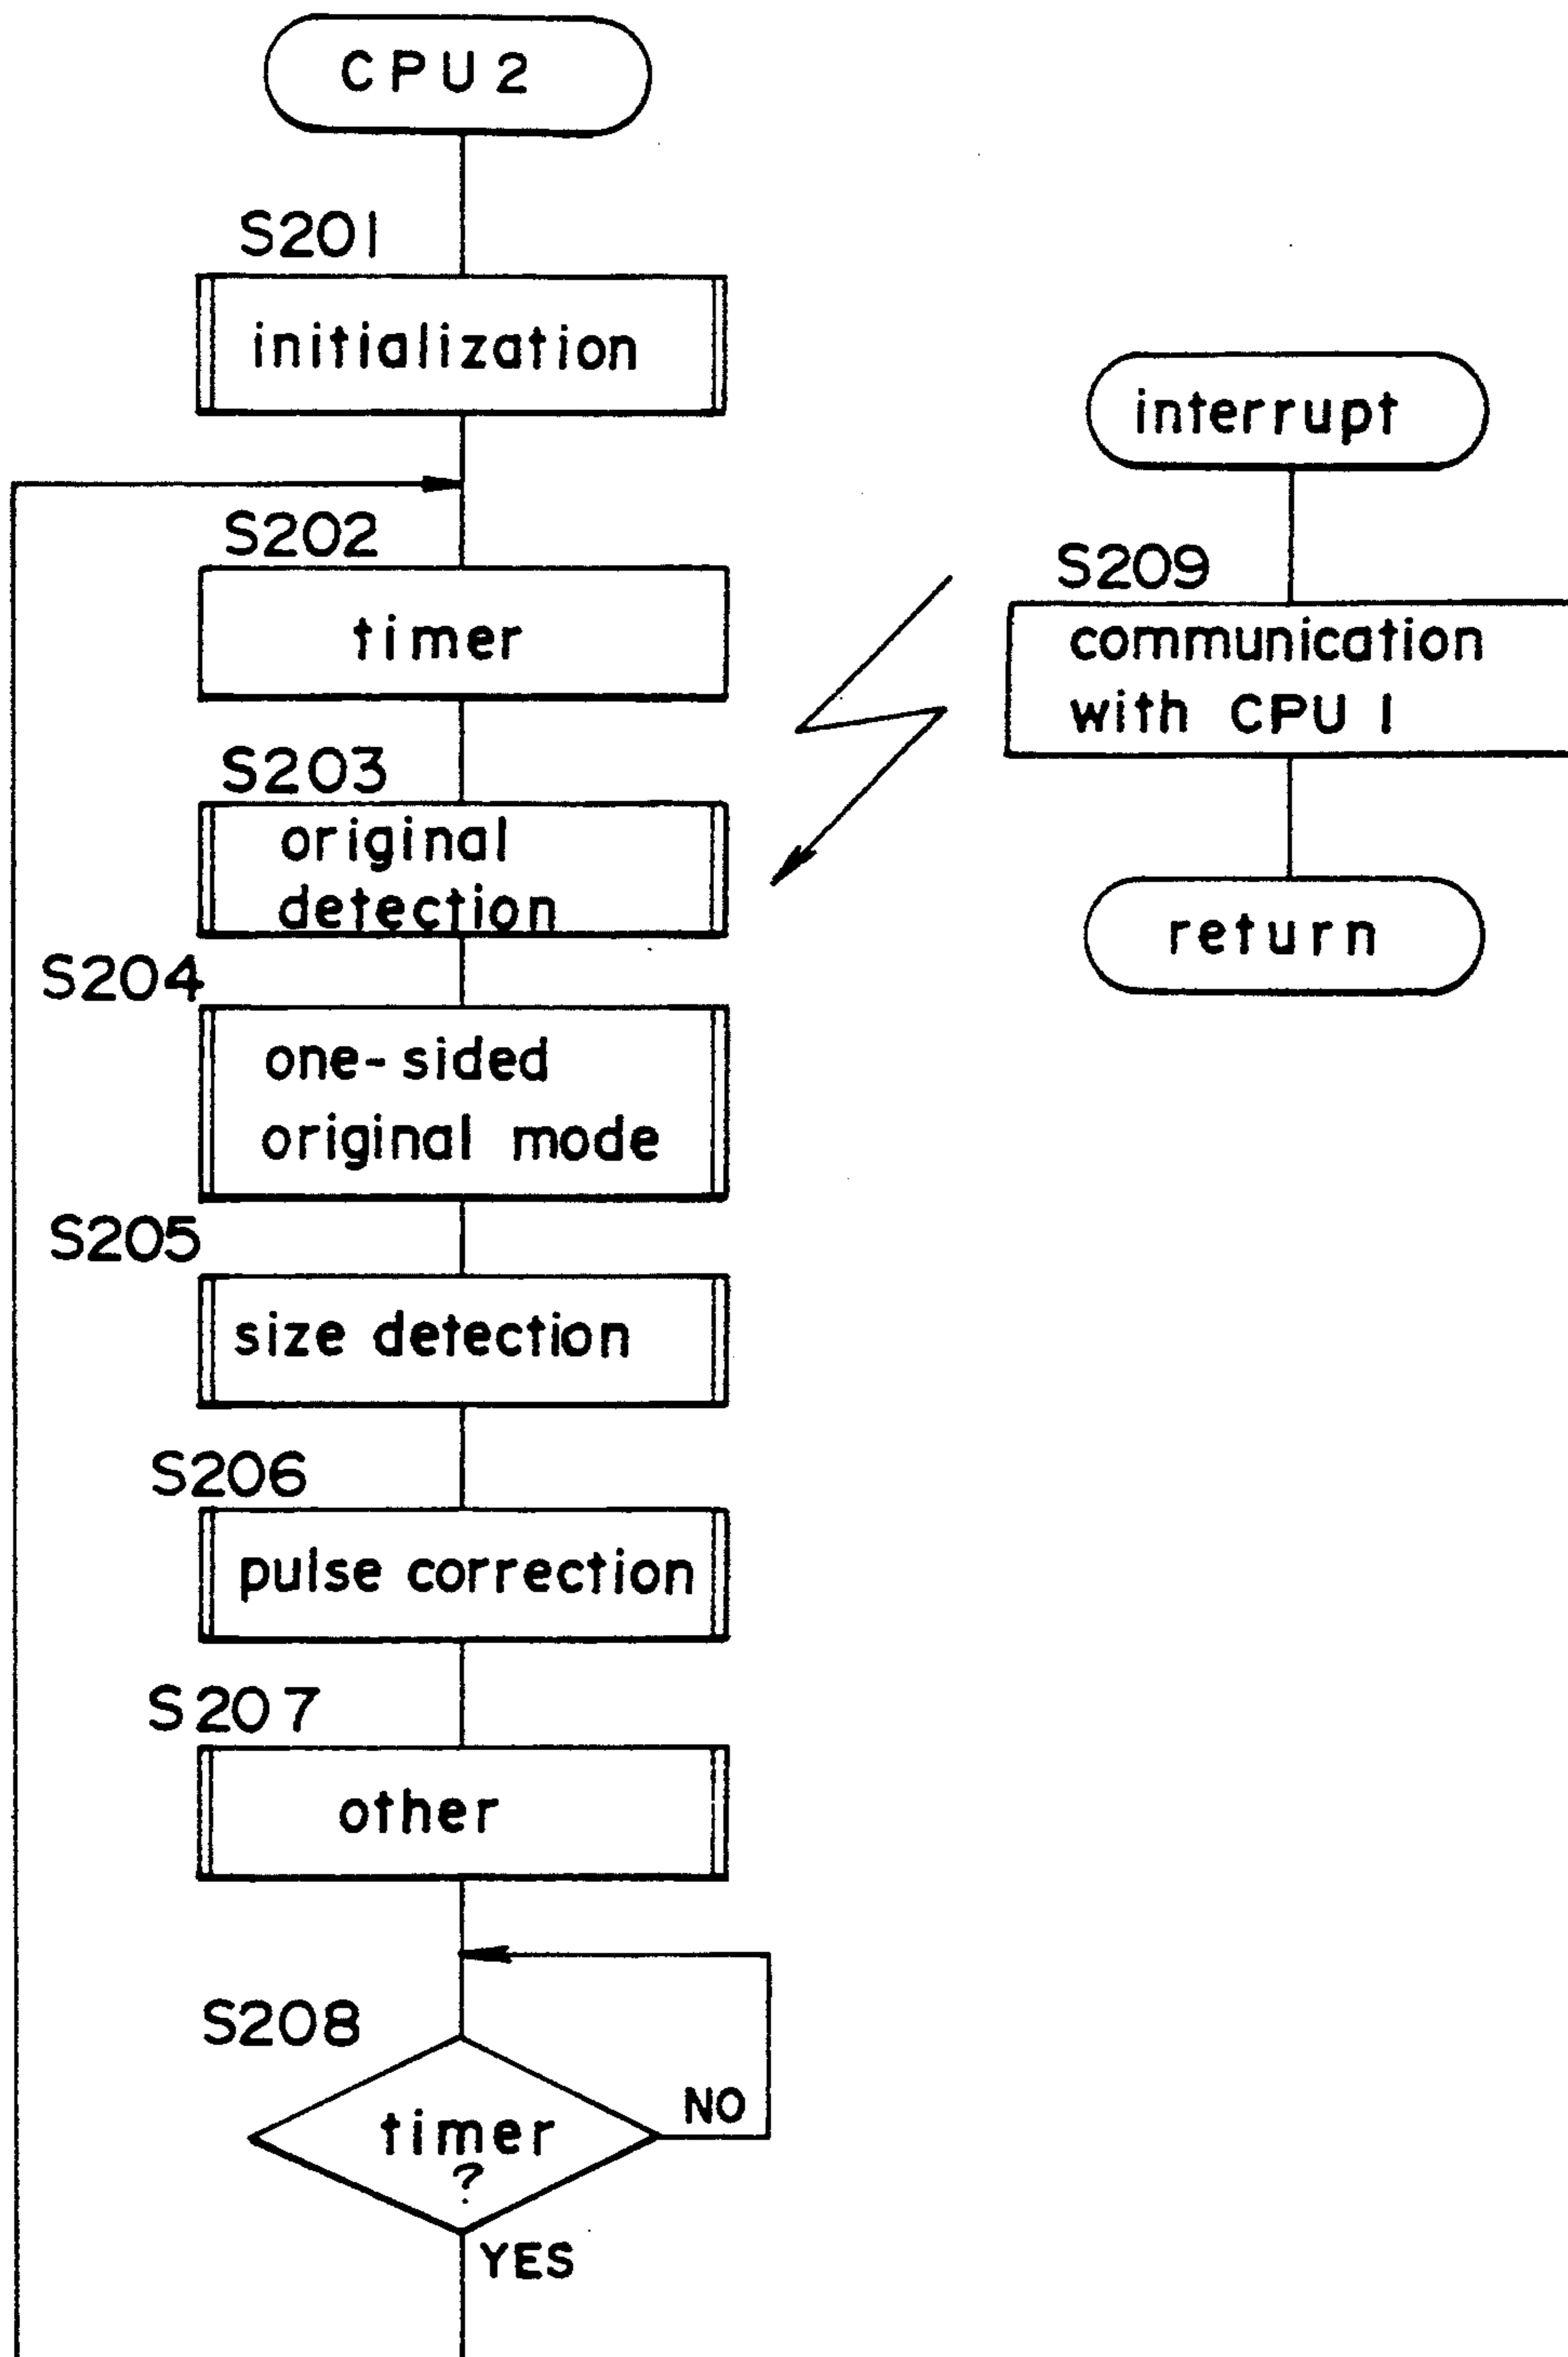 CPU2
S201
initialization
S202
timer
S203
original
detection
S204
one-sided
original mode
S205
size detection
S206
pulse correction
S207
other
S208
timer
?
NO
YES
interrupt
S209
communication
with CPU 1
return